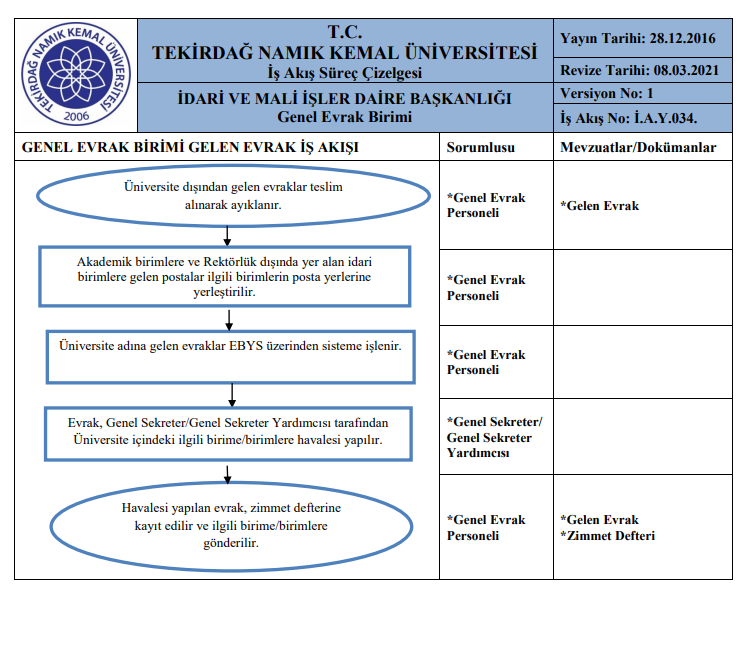 TEKİRDAĞ NAMIK KEMAL ÜNİVERSİTESİ
2006
T.C.
TEKİRDAĞ NAMIK KEMAL ÜNİVERSİTESİ
İş Akış Süreç Çizelgesi
İDARİ VE MALİ İŞLER DAİRE BAŞKANLIĞI
Genel Evrak Birimi
Yayın Tarihi: 28.12.2016
Revize Tarihi: 08.03.2021
Versiyon No: 1
İş Akış No: İ.A.Y.034.
GENEL EVRAK BİRİMİ GELEN EVRAK İŞ AKIŞI
Sorumlusu
Mevzuatlar/Dokümanlar
Üniversite dışından gelen evraklar teslim
alınarak ayıklanır.
*Genel Evrak
Personeli
*Gelen Evrak
Akademik birimlere ve Rektörlük dışında yer alan idari
birimlere gelen postalar ilgili birimlerin posta yerlerine
yerleştirilir.
*Genel Evrak
Personeli
Üniversite adına gelen evraklar EBYS üzerinden sisteme işlenir.
*Genel Evrak
Personeli
Evrak, Genel Sekreter/Genel Sekreter Yardımcısı tarafından
Üniversite içindeki ilgili birime/birimlere havalesi yapılır.
*Genel Sekreter/
Genel Sekreter
Yardımcısı
Havalesi yapılan evrak, zimmet defterine
kayıt edilir ve ilgili birime/birimlere
gönderilir.
*Genel Evrak
Personeli
*Gelen Evrak
*Zimmet Defteri